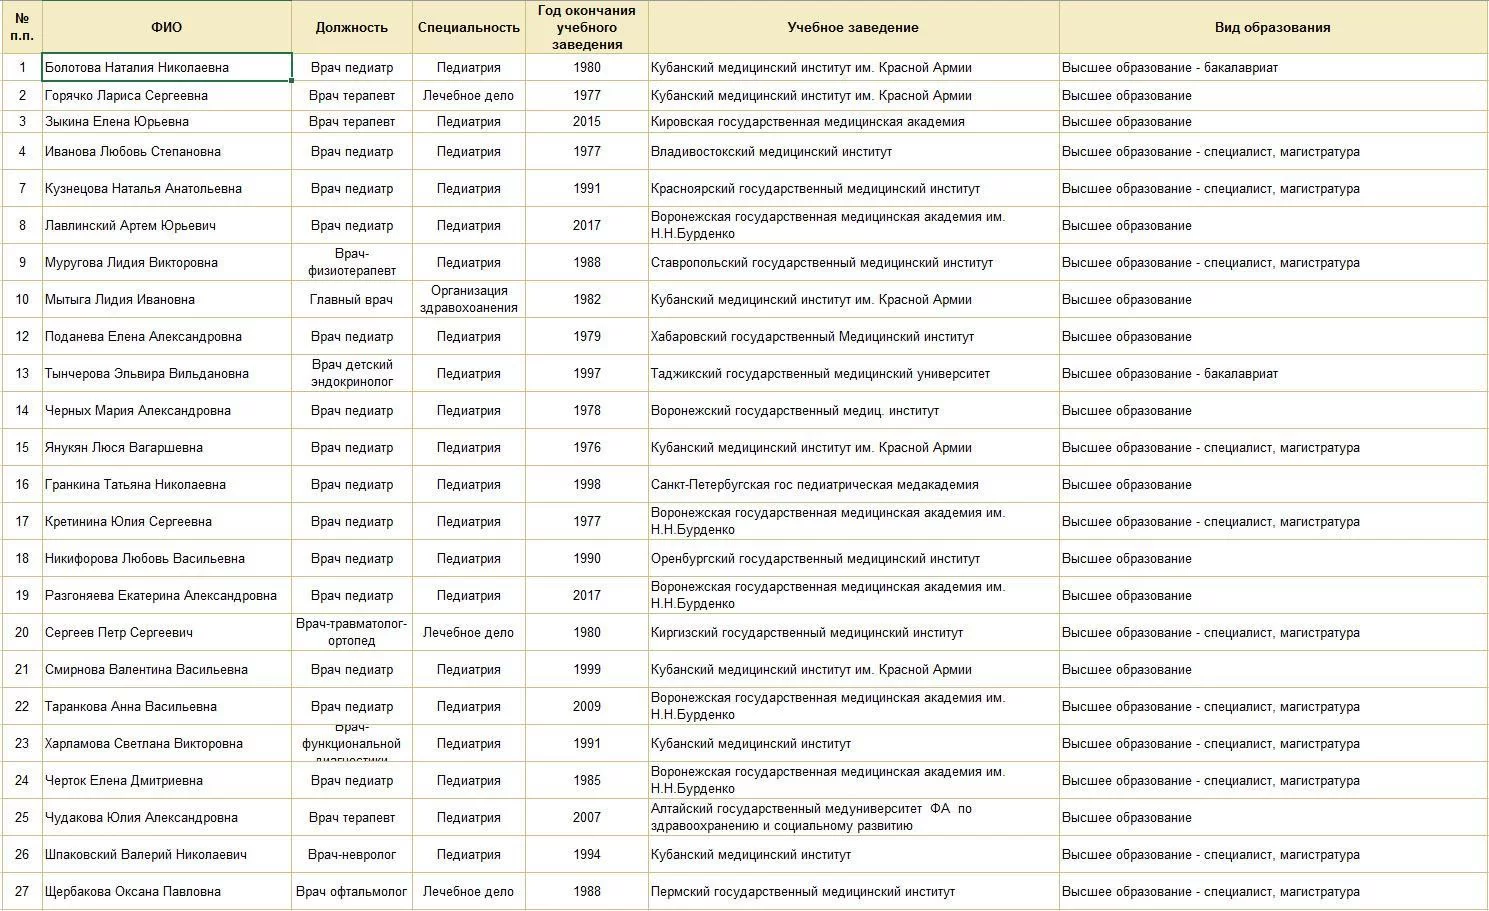 № п.п. ФИО Должность Специальность Год окончания учебного заведения Учебное заведение Вид образования
1 Болотова Наталия Николаевна Врач педиатр Педиатрия 1980 Кубанский медицинский институт им. Красной Армии Высшее образование - бакалавриат
2 Горячко Лариса Сергеевна Врач терапевт Лечебное дело 1977 Кубанский медицинский институт им. Красной Армии Высшее образование
3 Зыкина Елена Юрьевна Врач терапевт Педиатрия 2015 Кировская государственная медицинская академия Высшее образование
4 Иванова Любовь Степановна Врач педиатр Педиатрия 1977 Владивостокский медицинский институт Высшее образование - специалист, магистратура
7 Кузнецова Наталья Анатольевна Врач педиатр Педиатрия 1991 Красноярский государственный медицинский институт Высшее образование - специалист, магистратура
8 Лавлинский Артем Юрьевич Врач педиатр Педиатрия 2017 Воронежская государственная медицинская академия им. Н.Н.Бурденко Высшее образование
9 Муругова Лидия Викторовна Врач-физиотерапевт Педиатрия 1988 Ставропольский государственный медицинский институт Высшее образование - специалист, магистратура
10 Мытыга Лидия Ивановна Главный врач Организация здравохоанения 1982 Кубанский медицинский институт им. Красной Армии Высшее образование
12 Поданева Елена Александровна Врач педиатр Педиатрия 1979 Хабаровский государственный Медицинский институт Высшее образование
13 Тынчерова Эльвира Вильдановна Врач детский эндокринолог Педиатрия 1997 Таджикский государственный медицинский университет Высшее образование - бакалавриат
14 Черных Мария Александровна Врач педиатр Педиатрия 1978 Воронежский государственный медиц. институт Высшее образование
15 Янукян Люся Вагаршевна Врач педиатр Педиатрия 1976 Кубанский медицинский институт им. Красной Армии Высшее образование - специалист, магистратура
16 Гранкина Татьяна Николаевна Врач педиатр Педиатрия 1998 Санкт-Петербугская гос педиатрическая медакадемия Высшее образование
17 Кретинина Юлия Сергеевна Врач педиатр Педиатрия 1977 Воронежская государственная медицинская академия им. Н.Н.Бурденко Высшее образование - специалист, магистратура
18 Никифорова Любовь Васильевна Врач педиатр Педиатрия 1990 Оренбургский государственный медицинский институт Высшее образование
19 Разгоняева Екатерина Александровна Врач педиатр Педиатрия 2017 Воронежская государственная медицинская академия им. Н.Н.Бурденко Высшее образование
20 Сергеев Петр Сергеевич Врач-травматолог-ортопед Лечебное дело 1980 Киргизский государственный медицинский институт Высшее образование - специалист, магистратура
21 Смирнова Валентина Васильевна Врач педиатр Педиатрия 1999 Кубанский медицинский институт им. Красной Армии Высшее образование
22 Таранкова Анна Васильевна Врач педиатр Педиатрия 2009 Воронежская государственная медицинская академия им. Н.Н.Бурденко Высшее образование - специалист, магистратура
23 Харламова Светлана Викторовна Врач-функциональной диагностики Педиатрия 1991 Кубанский медицинский институт Высшее образование - специалист, магистратура
24 Черток Елена Дмитриевна Врач педиатр Педиатрия 1985 Воронежская государственная медицинская академия им. Н.Н.Бурденко Высшее образование - специалист, магистратура
25 Чудакова Юлия Александровна Врач терапевт Педиатрия 2007 Алтайский государственный медуниверситет ФА по здравоохранению и социальному развитию Высшее образование
26 Шпаковский Валерий Николаевич Врач-невролог Педиатрия 1994 Кубанский медицинский институт Высшее образование - специалист, магистратура
27 Щербакова Оксана Павловна Врач офтальмолог Лечебное дело 1988 Пермский государственный медицинский институт Высшее образование - специалист, магистратура